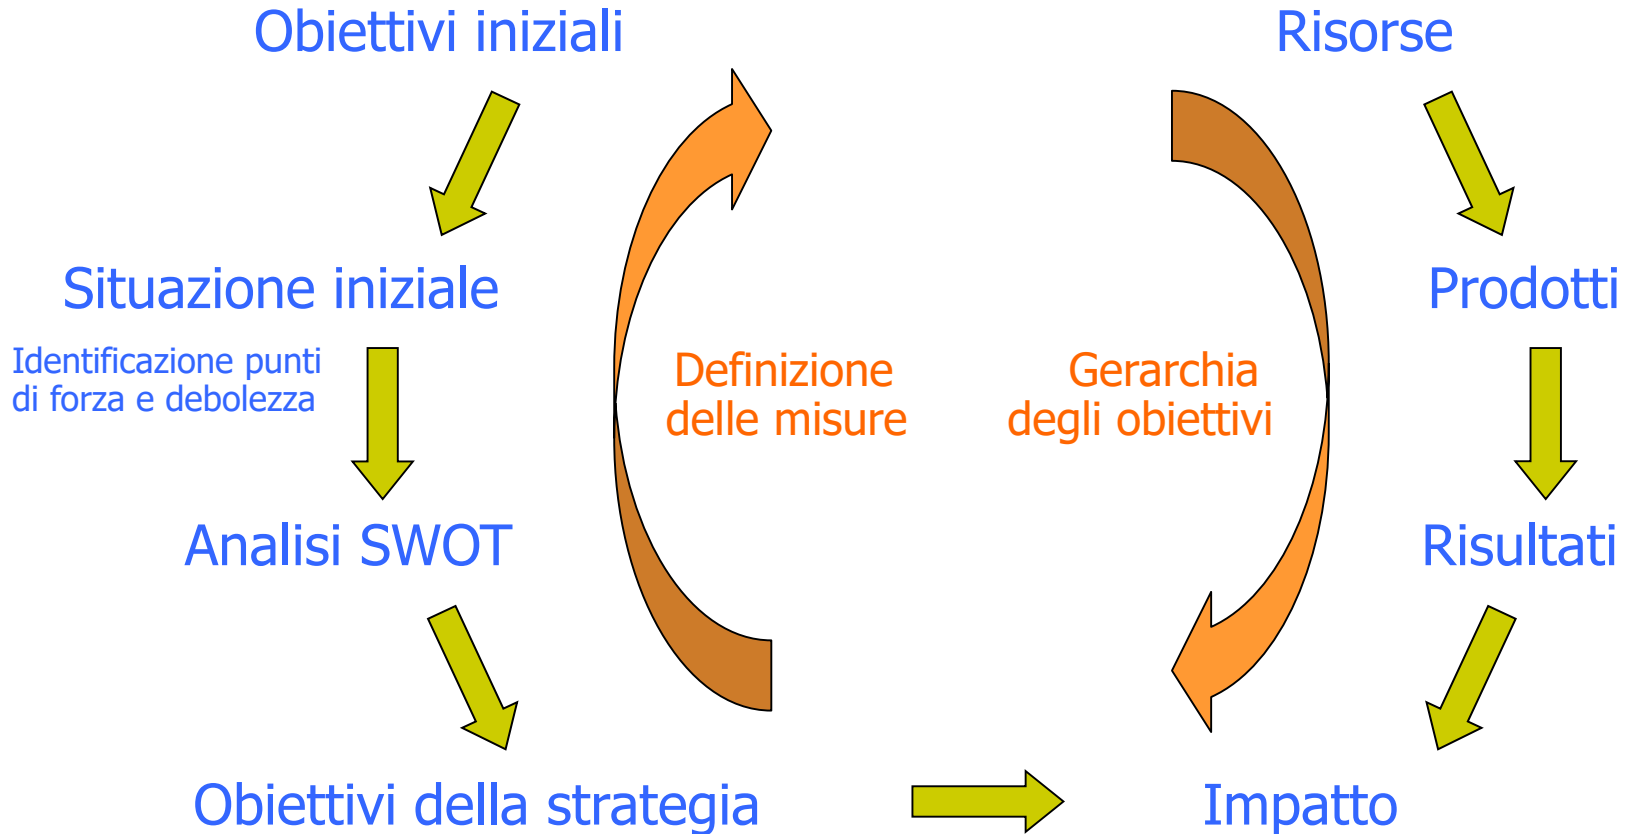 Obiettivi iniziali
Risorse
Situazione iniziale
Prodotti
Identificazione punti
di forza e debolezza
Definizione
delle misure
Gerarchia
degli obiettivi
Analisi SWOT
Risultati
Obiettivi della strategia
Impatto